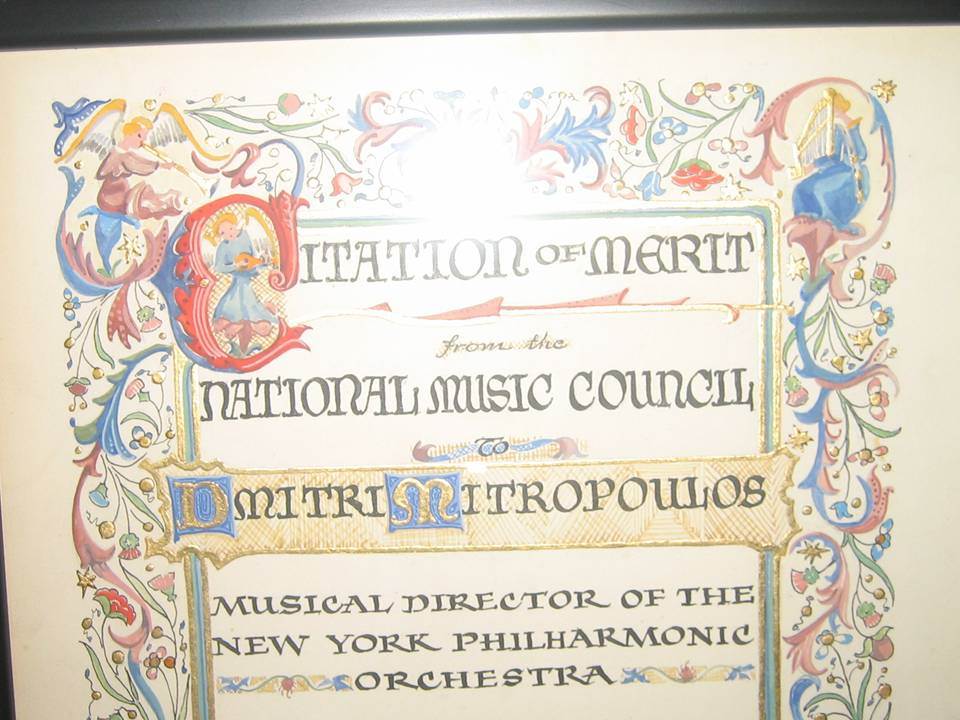 CITATION OF MERIT
from the
NATIONAL MUSIC COUNCIL
TO
DMITRI MITROPOULOS
MUSICAL DIRECTOR OF THE
NEW YORK PHILHARMONIC
ORCHESTRA